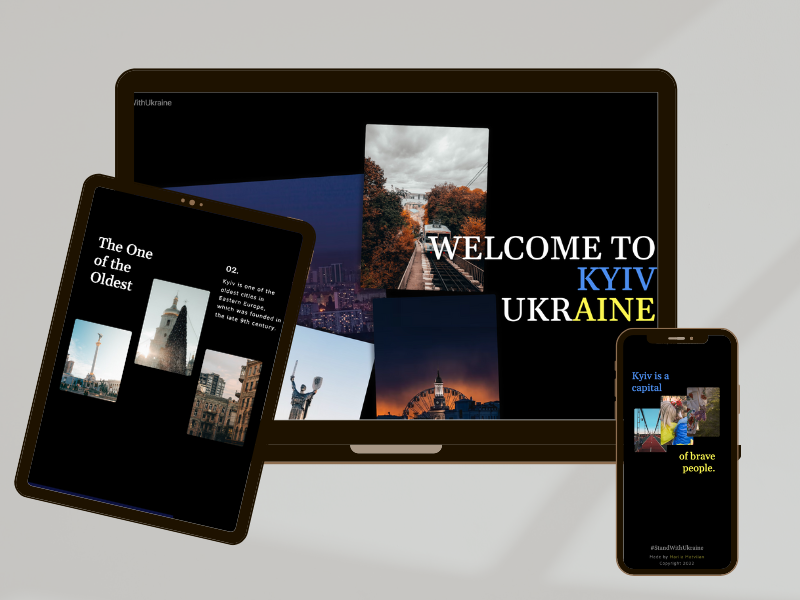 WithUkraine
WELCOME TO
KYIV
UKRAINE
The One
of the
Oldest
02.
Kyiv is one of the
oldest cities in
Eastern Europe,
which was founded in
the late 9th century.
Kyiv is a
capital
of brave
people.
#StandWithUkraine
Made by
Copyright 2022